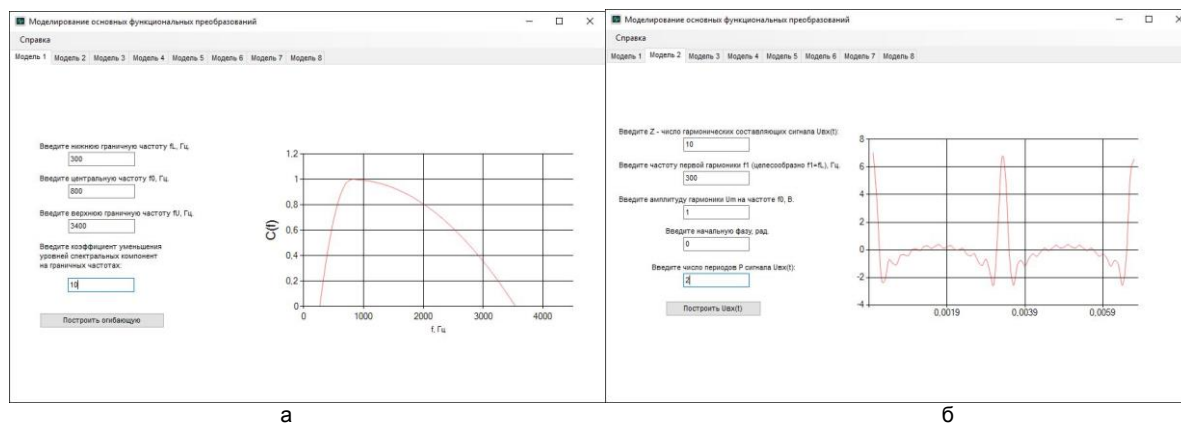 Моделирование основных функциональных преобразований
Справка
Модель 1 Модель 2 Модель 3 Модель 4 Модель 5 Модель 6 Модель 7 Модель 8
Введите нижнюю граничную частоту fL, Гц.
300
Введите центральную частоту f0, Гц.
800
Введите верхнюю граничную частоту fU, Гц.
3400
Введите коэффициент уменьшения
уровней спектральных компонент
на граничных частотах:
10
Построить огибающую
C(f)
1.2
1
0.8
0.6
0.4
0.2
0
0 1000 2000 3000 4000
f, Гц
а
Моделирование основных функциональных преобразований
Справка
Модель 1 Модель 2 Модель 3 Модель 4 Модель 5 Модель 6 Модель 7 Модель 8
Введите Z - число гармонических составляющих сигнала Uвх(t):
10
Введите частоту первой гармоники f1 (целесообразно f1=fL), Гц.
300
Введите амплитуду гармоники Um на частоте f0, В.
1
Введите начальную фазу, рад.
0
Введите число периодов P сигнала Uвх(t):
2
Построить Uвх(t)
8
6
4
2
0
-2
-4
0,0019 0,0039 0,0059
б